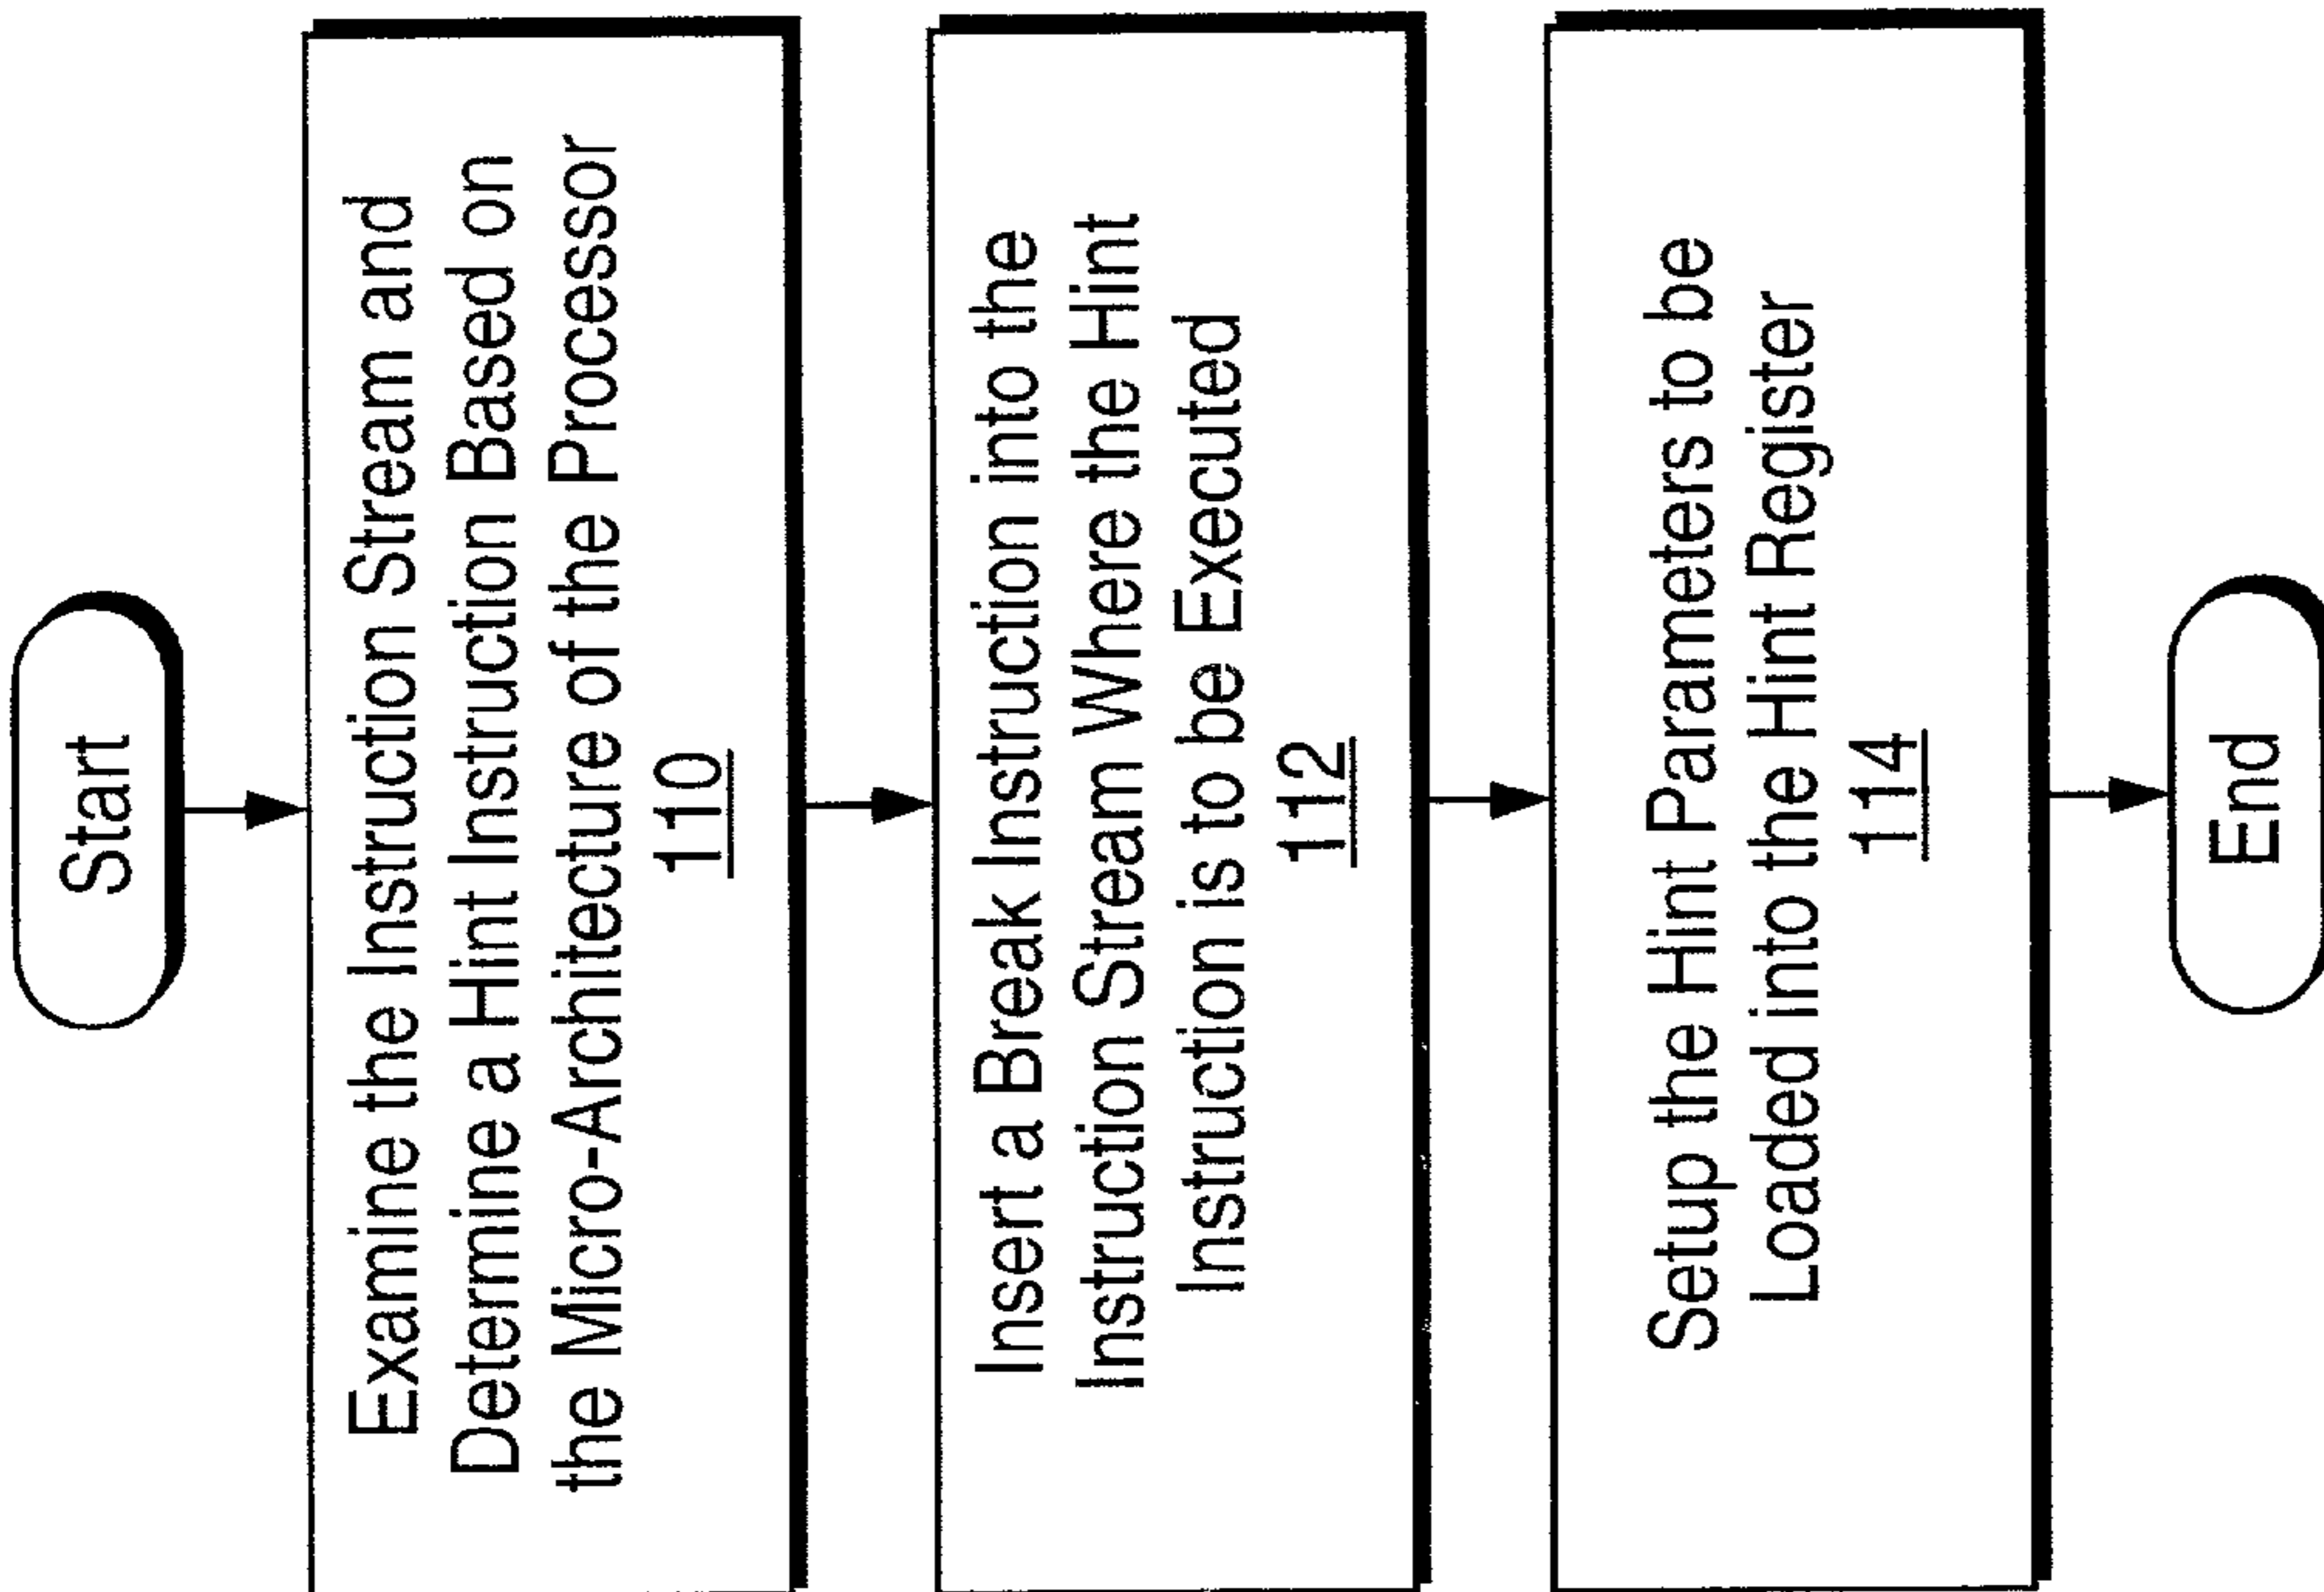 Start
Examine the Instruction Stream and
Determine a Hint Instruction Based on
the Micro-Architecture of the Processor
110
Insert a Break Instruction into the
Instruction Stream Where the Hint
Instruction is to be Executed
112
Setup the Hint Parameters to be
Loaded into the Hint Register
114
End